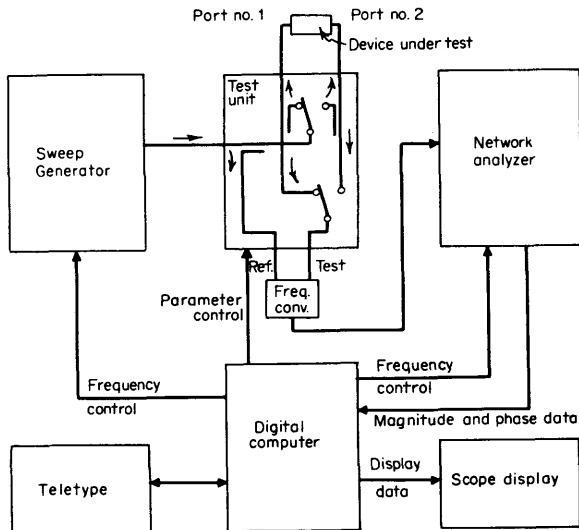 Port no. 1
Port no. 2
Device under test
Test
unit
Sweep
Generator
Network
analyzer
Ref.
Test
Freq.
conv.
Parameter
control
Frequency
control
Frequency
control
Digital
computer
Magnitude and phase data
Teletype
Display
data
Scope display